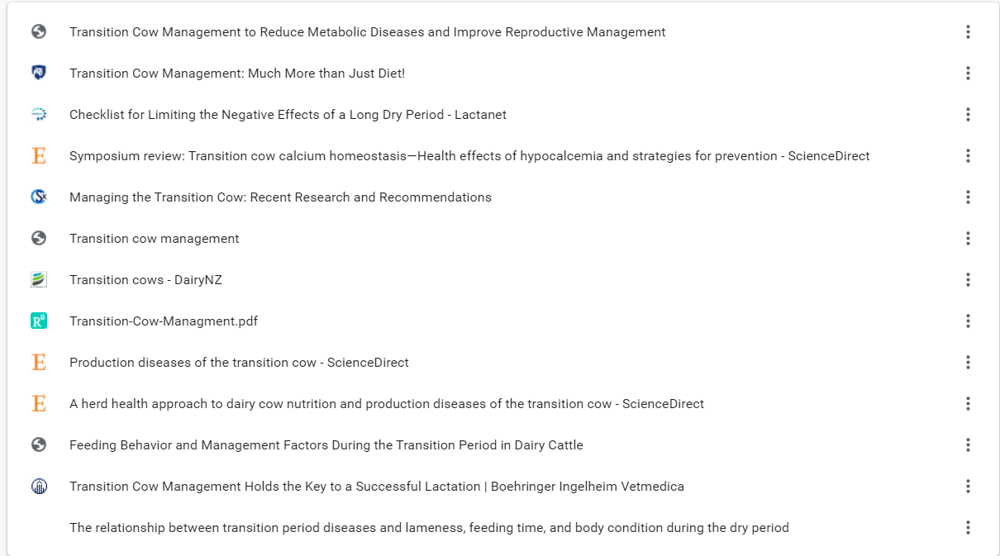 Transition Cow Management to Reduce Metabolic Diseases and Improve Reproductive Management
Transition Cow Management: Much More than Just Diet!
Checklist for Limiting the Negative Effects of a Long Dry Period - Lactanet
E Symposium review: Transition cow calcium homeostasis—Health effects of hypocalcemia and strategies for prevention - ScienceDirect
Managing the Transition Cow: Recent Research and Recommendations
Transition cow management
Transition cows - DairyNZ
RG Transition-Cow-Managment.pdf
E Production diseases of the transition cow - ScienceDirect
E A herd health approach to dairy cow nutrition and production diseases of the transition cow - ScienceDirect
Feeding Behavior and Management Factors During the Transition Period in Dairy Cattle
Transition Cow Management Holds the Key to a Successful Lactation | Boehringer Ingelheim Vetmedica
The relationship between transition period diseases and lameness, feeding time, and body condition during the dry period